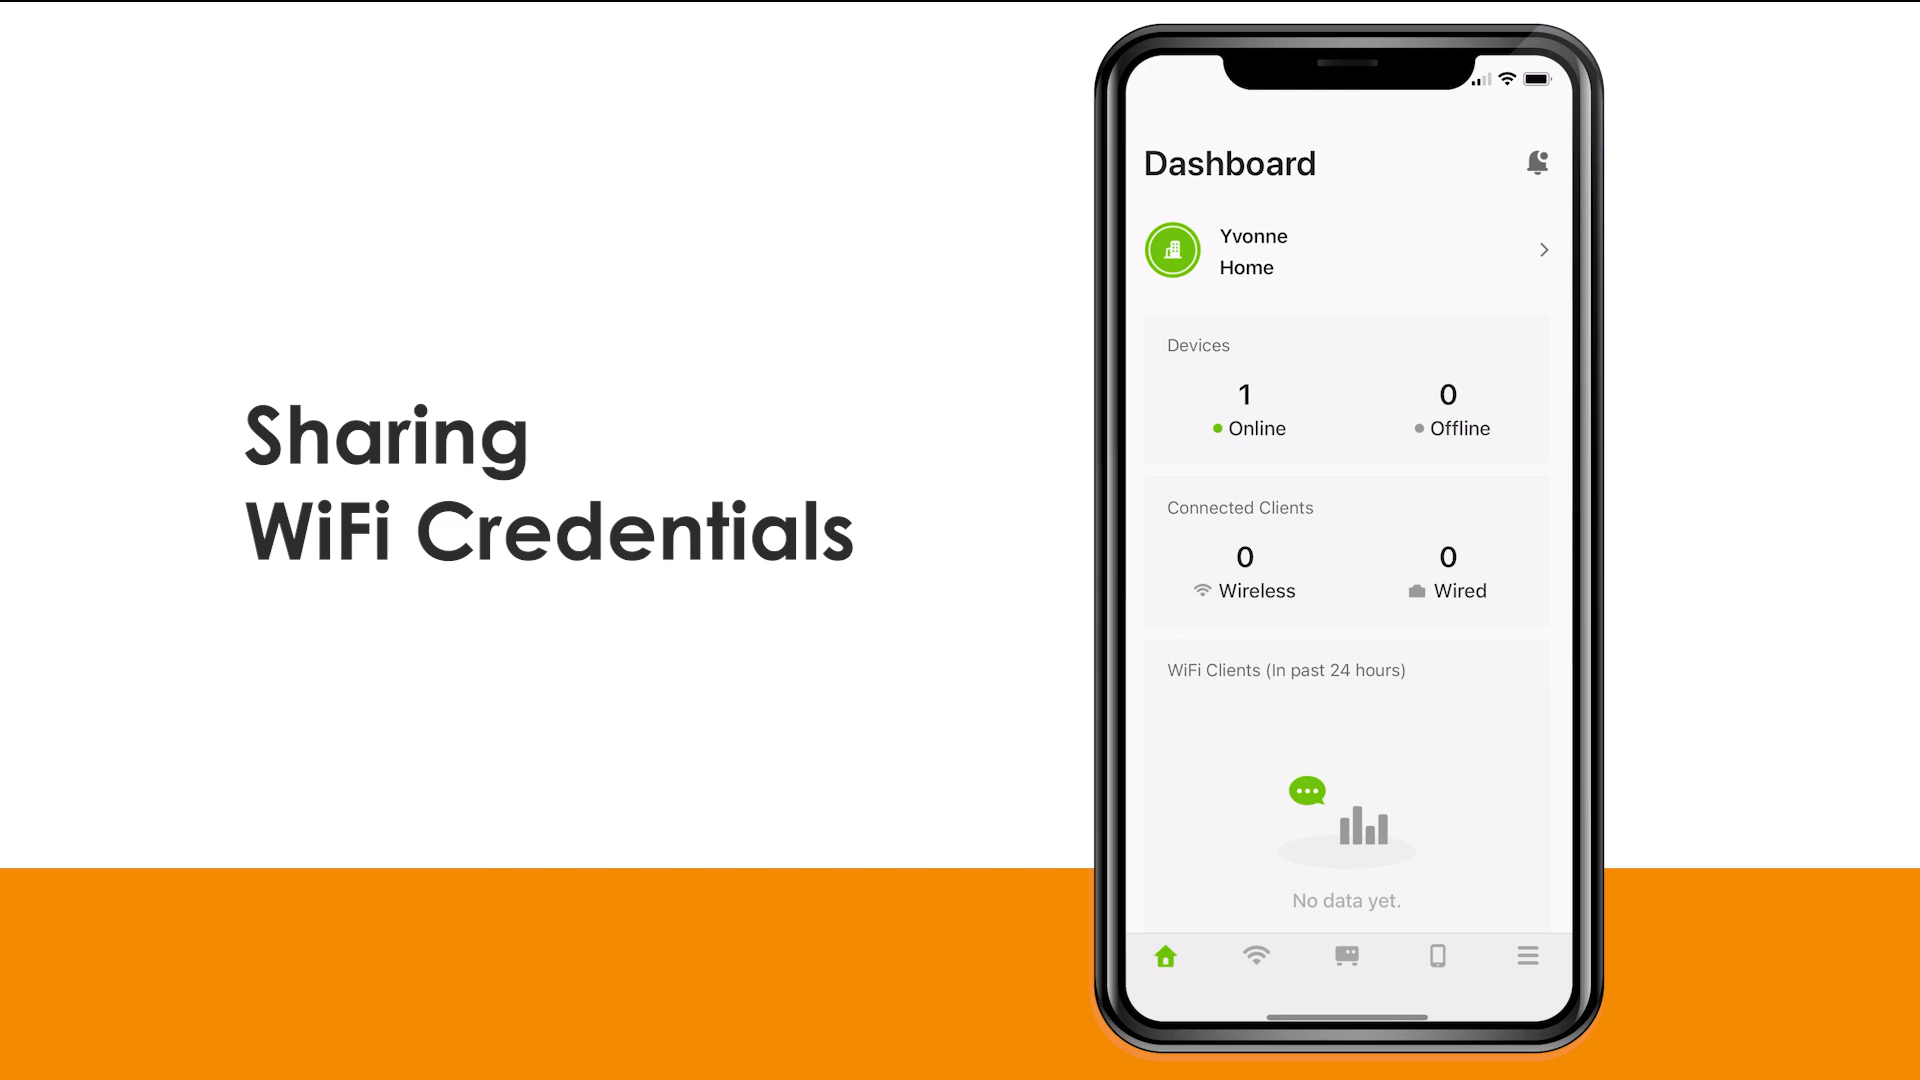 Sharing
WiFi Credentials
Dashboard
Yvonne
Home
Devices
1 0
Online Offline
Connected Clients
0 0
Wireless Wired
WiFi Clients (In past 24 hours)
No data yet.